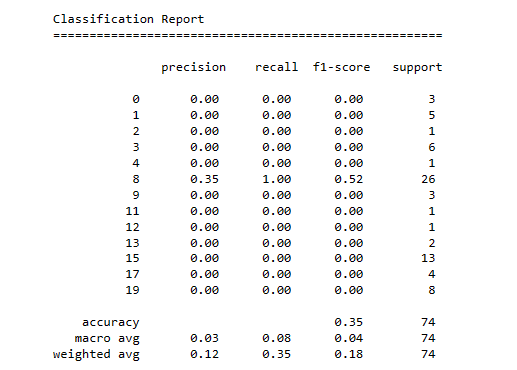 Classification Report
======================================================
precision recall f1-score support
0 0.00 0.00 0.00 3
1 0.00 0.00 0.00 5
2 0.00 0.00 0.00 1
3 0.00 0.00 0.00 6
4 0.00 0.00 0.00 1
8 0.35 1.00 0.52 26
9 0.00 0.00 0.00 3
11 0.00 0.00 0.00 1
12 0.00 0.00 0.00 1
13 0.00 0.00 0.00 2
15 0.00 0.00 0.00 13
17 0.00 0.00 0.00 4
19 0.00 0.00 0.00 8
accuracy 0.35 74
macro avg 0.03 0.08 0.04 74
weighted avg 0.12 0.35 0.18 74